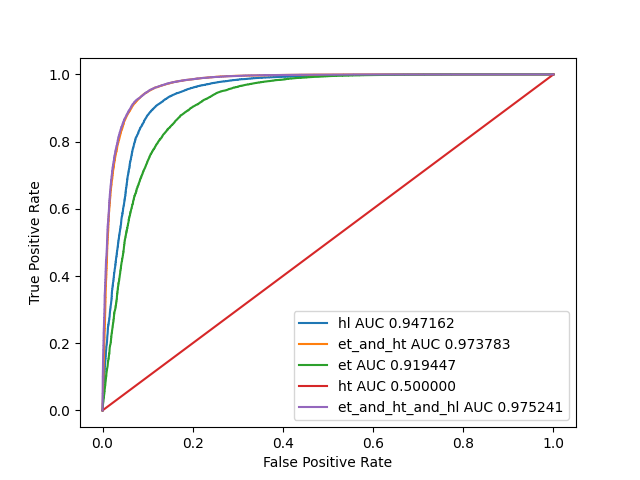 1.0
0.8
0.6
0.4
0.2
0.0
True Positive Rate
hl AUC 0.947162
et_and_ht AUC 0.973783
et AUC 0.919447
ht AUC 0.500000
et_and_ht_and_hl AUC 0.975241
0.0 0.2 0.4 0.6 0.8 1.0
False Positive Rate